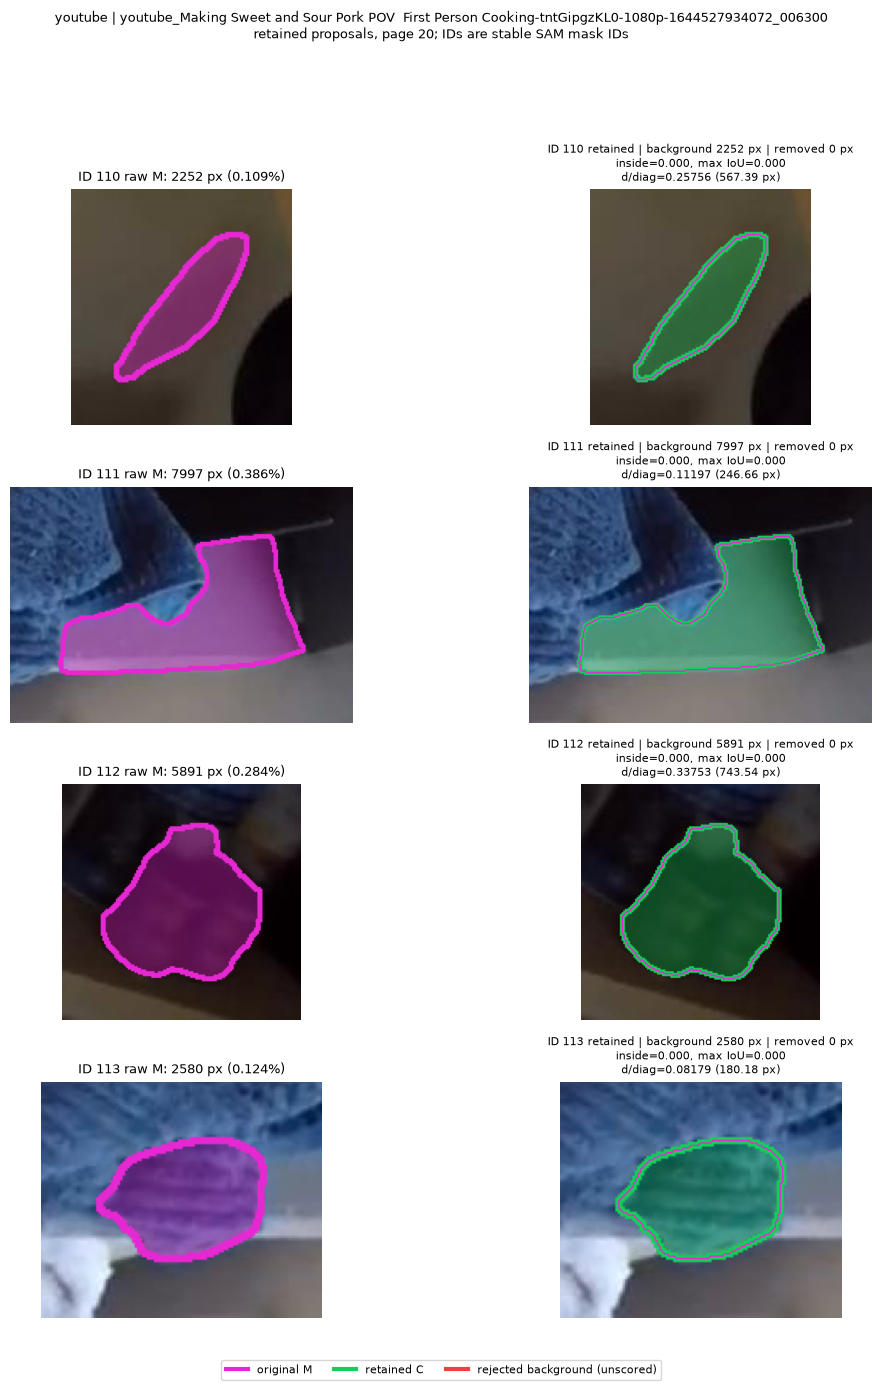 youtube | youtube_Making Sweet and Sour Pork POV  First Person Cooking-tntGipgzKL0-1080p-1644527934072_006300
retained proposals, page 20; IDs are stable SAM mask IDs
ID 110 raw M: 2252 px (0.109%)
ID 110 retained | background 2252 px | removed 0 px
inside=0.000, max IoU=0.000
d/diag=0.25756 (567.39 px)
ID 111 raw M: 7997 px (0.386%)
ID 111 retained | background 7997 px | removed 0 px
inside=0.000, max IoU=0.000
d/diag=0.11197 (246.66 px)
ID 112 raw M: 5891 px (0.284%)
ID 112 retained | background 5891 px | removed 0 px
inside=0.000, max IoU=0.000
d/diag=0.33753 (743.54 px)
ID 113 raw M: 2580 px (0.124%)
ID 113 retained | background 2580 px | removed 0 px
inside=0.000, max IoU=0.000
d/diag=0.08179 (180.18 px)
original M
retained C
rejected background (unscored)